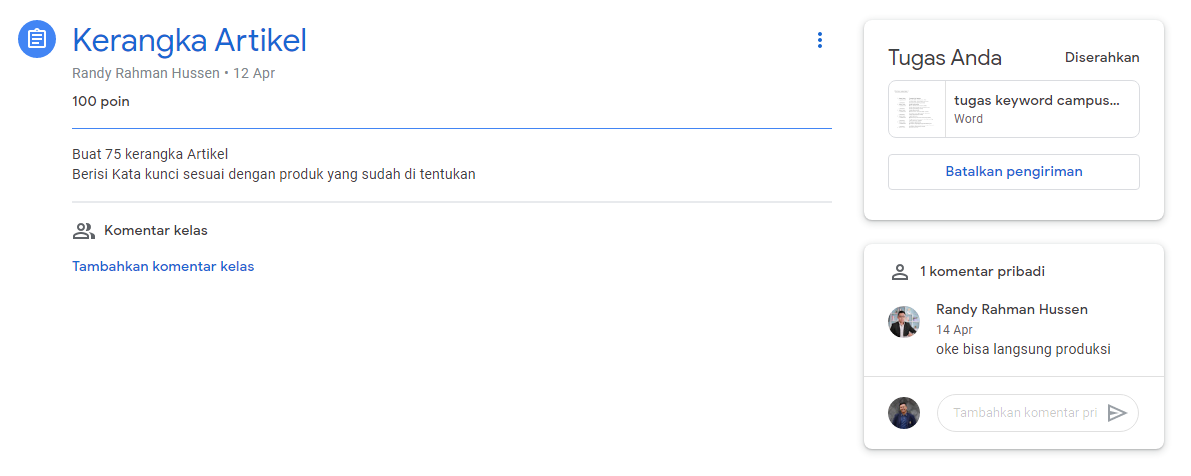 Kerangka Artikel
Randy Rahman Hussen • 12 Apr
100 poin
Buat 75 kerangka Artikel
Berisi Kata kunci sesuai dengan produk yang sudah di tentukan
Komentar kelas
Tambahkan komentar kelas
Tugas Anda
Diserahkan
tugas keyword campus...
Word
Batalkan pengiriman
1 komentar pribadi
Randy Rahman Hussen
14 Apr
oke bisa langsung produksi
Tambahkan komentar pri